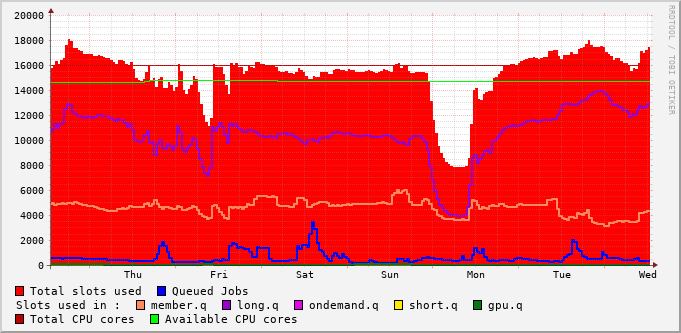 RRDTOOL / TOBI OETIKER
20000
18000
16000
14000
12000
10000
8000
6000
4000
2000
0
Thu Fri Sat Sun Mon Tue Wed
Total slots used Queued Jobs
Slots used in : member.q long.q ondemand.q short.q gpu.q
Total CPU cores Available CPU cores